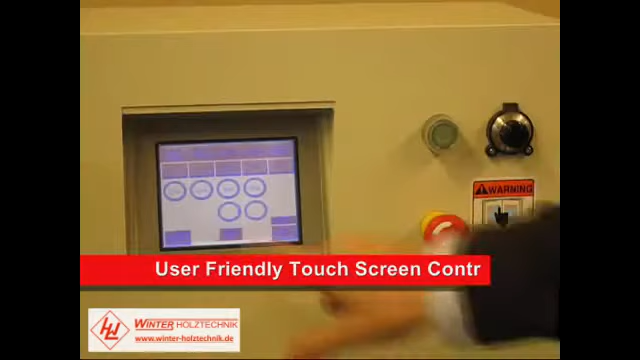 WARNING
User Friendly Touch Screen Contr
WINTER HOLZTECHNIK
www.winter-holztechnik.de